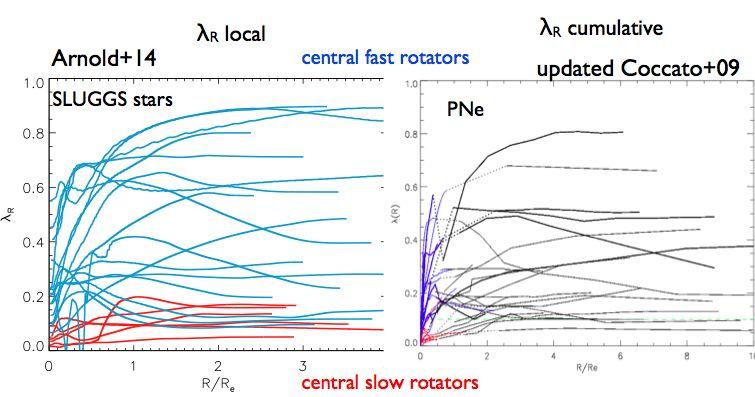 λR local
λR cumulative
Arnold+14
central fast rotators
updated Coccato+09
SLUGGS stars
PNe
1.0
0.8
0.6
0.4
0.2
0.0
λR
0
1
2
3
R/Re
1.0
0.8
0.6
0.4
0.2
0.0
λ(R)
0
2
4
6
8
10
R/Re
central slow rotators